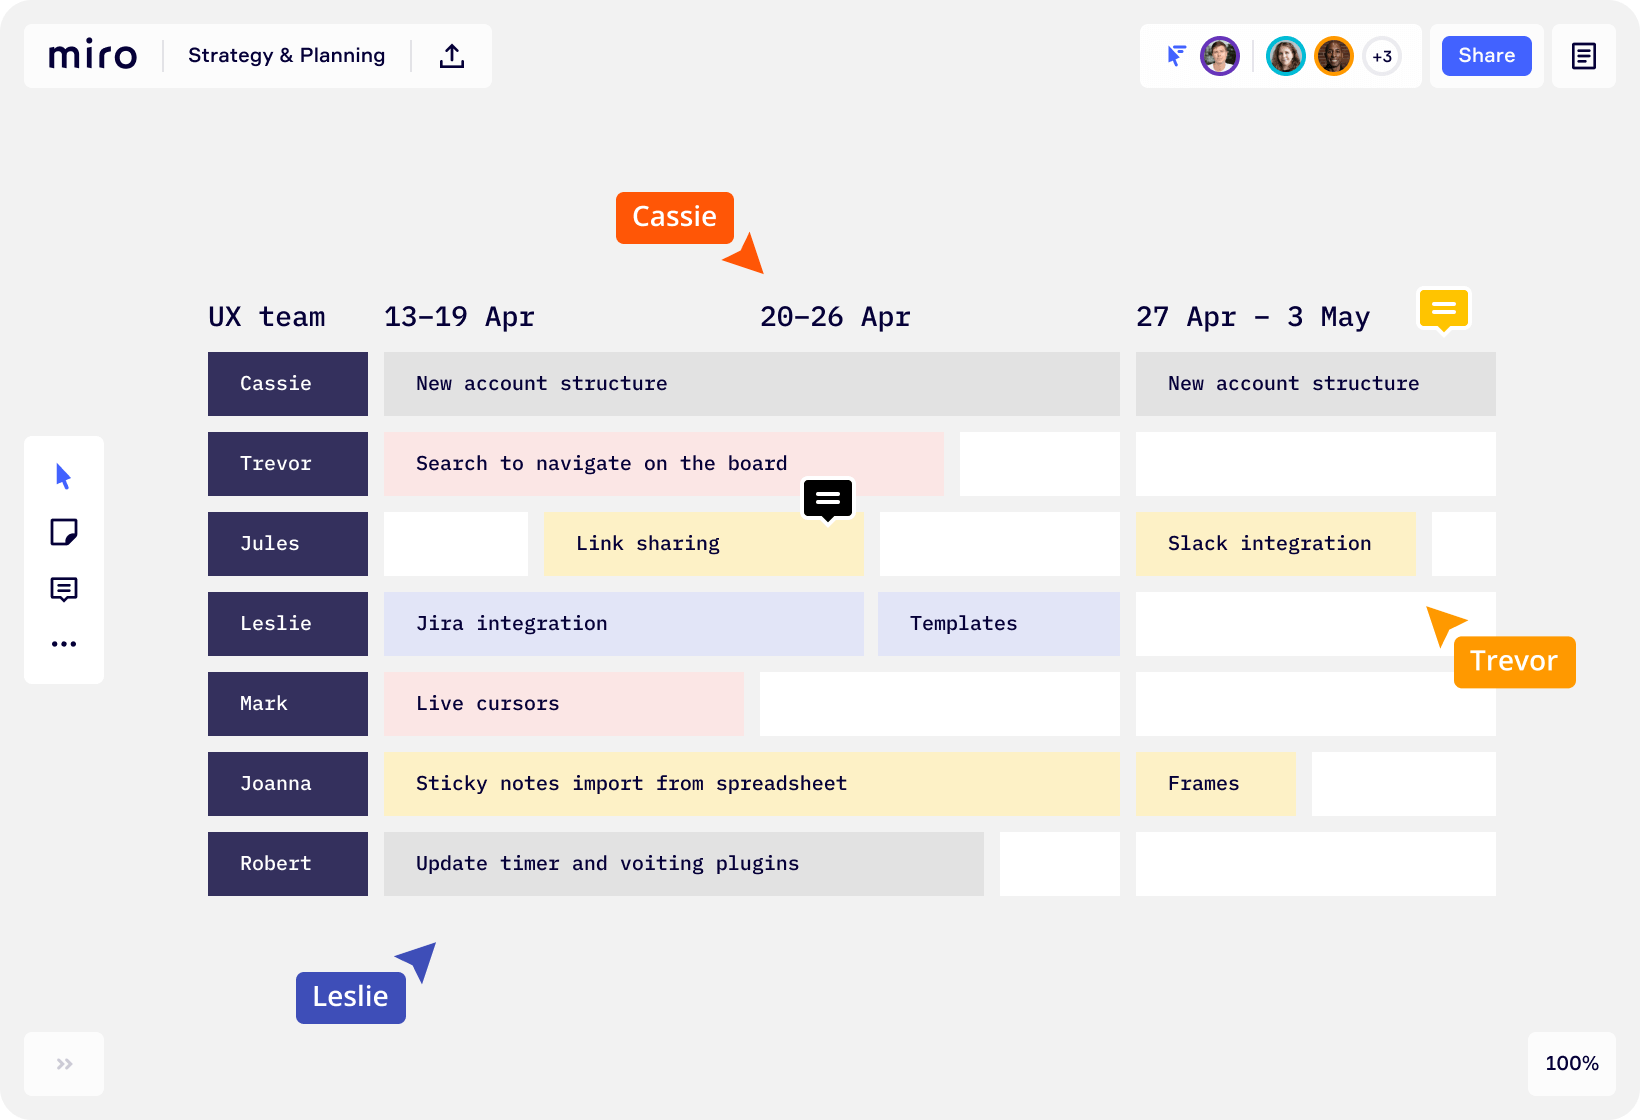 miro
Strategy & Planning
+3
Share
Cassie
UX team
13–19 Apr
20–26 Apr
27 Apr – 3 May
Cassie
New account structure
New account structure
Trevor
Search to navigate on the board
Jules
Link sharing
Slack integration
Leslie
Jira integration
Templates
Trevor
Mark
Live cursors
Joanna
Sticky notes import from spreadsheet
Frames
Robert
Update timer and voiting plugins
Leslie
100%